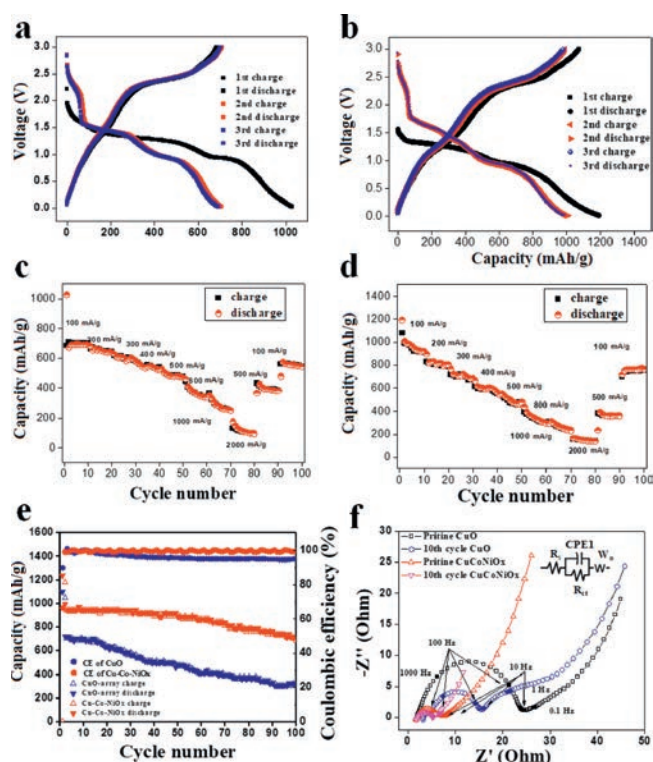 a
3.0
2.5
2.0
1.5
1.0
0.5
0.0
Voltage (V)
1st charge
1st discharge
2nd charge
2nd discharge
3rd charge
3rd discharge
0 200 400 600 800 1000
b
3.0
2.5
2.0
1.5
1.0
0.5
0.0
Voltage (V)
1st charge
1st discharge
2nd charge
2nd discharge
3rd charge
3rd discharge
0 200 400 600 800 1000 1200 1400
Capacity (mAh/g)
c
1000
800
600
400
200
0
Capacity (mAh/g)
charge
discharge
100 mA/g
200 mA/g
300 mA/g
400 mA/g
500 mA/g
1000 mA/g
2000 mA/g
500 mA/g
100 mA/g
0 10 20 30 40 50 60 70 80 90 100
Cycle number
d
1400
1200
1000
800
600
400
200
0
Capacity (mAh/g)
charge
discharge
100 mA/g
200 mA/g
300 mA/g
400 mA/g
500 mA/g
800 mA/g
1000 mA/g
2000 mA/g
500 mA/g
100 mA/g
0 10 20 30 40 50 60 70 80 90 100
Cycle number
e
1600
1400
1200
1000
800
600
400
200
0
Capacity (mAh/g)
CE of CuO
CE of Cu-Co-NiOx
CuO-array charge
CuO-array discharge
Cu-Co-NiOx charge
Cu-Co-NiOx discharge
100
80
60
40
20
0
Coulombic efficiency (%)
0 20 40 60 80 100
Cycle number
f
30
25
20
15
10
5
0
-Z'' (Ohm)
Pritine CuO
10th cycle CuO
Pritine CuCoNiOx
10th cycle CuCoNiOx
CPE1
Wo
Rct
100 Hz
1000 Hz
10 Hz
1 Hz
0.1 Hz
0 10 20 30 40 50
Z' (Ohm)